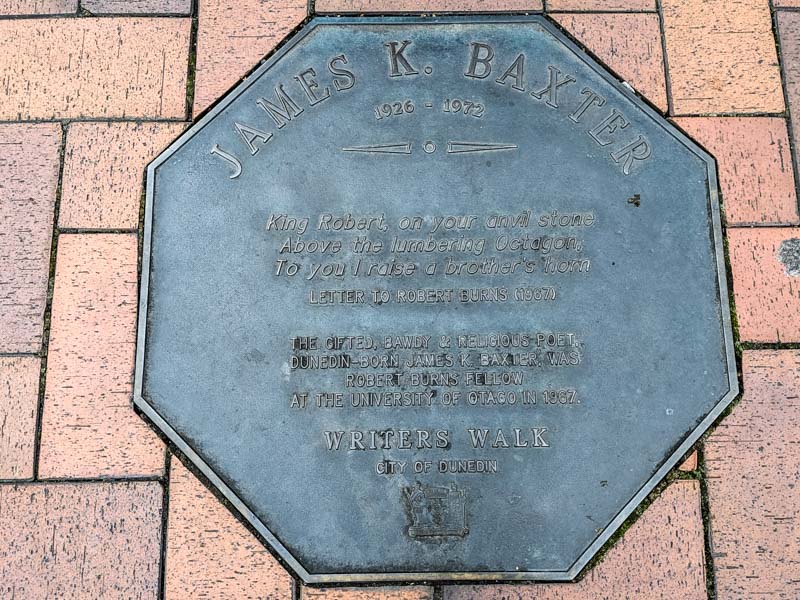 JAMES K. BAXTER
1926 - 1972
King Robert, on your anvil stone
Above the lumbering Octagon,
To you I raise a brother's horn
LETTER TO ROBERT BURNS (1967)
THE GIFTED, BAWDY & RELIGIOUS POET,
DUNEDIN-BORN JAMES K. BAXTER, WAS
ROBERT BURNS FELLOW
AT THE UNIVERSITY OF OTAGO IN 1967.
WRITERS WALK
CITY OF DUNEDIN